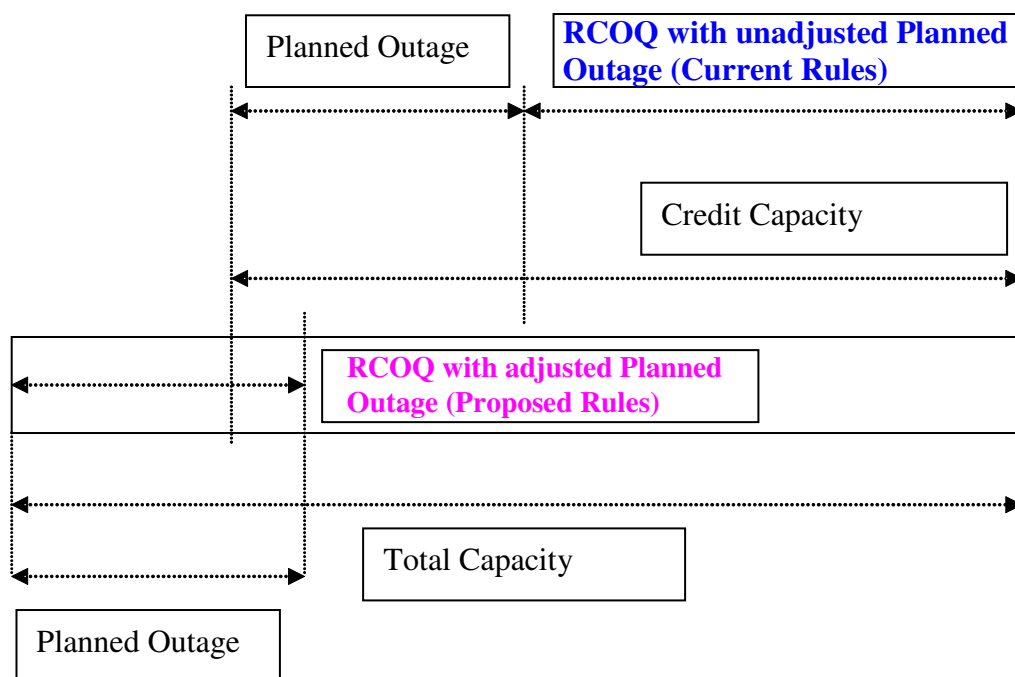 Planned Outage
RCOQ with unadjusted Planned
Outage (Current Rules)
Credit Capacity
RCOQ with adjusted Planned
Outage (Proposed Rules)
Total Capacity
Planned Outage